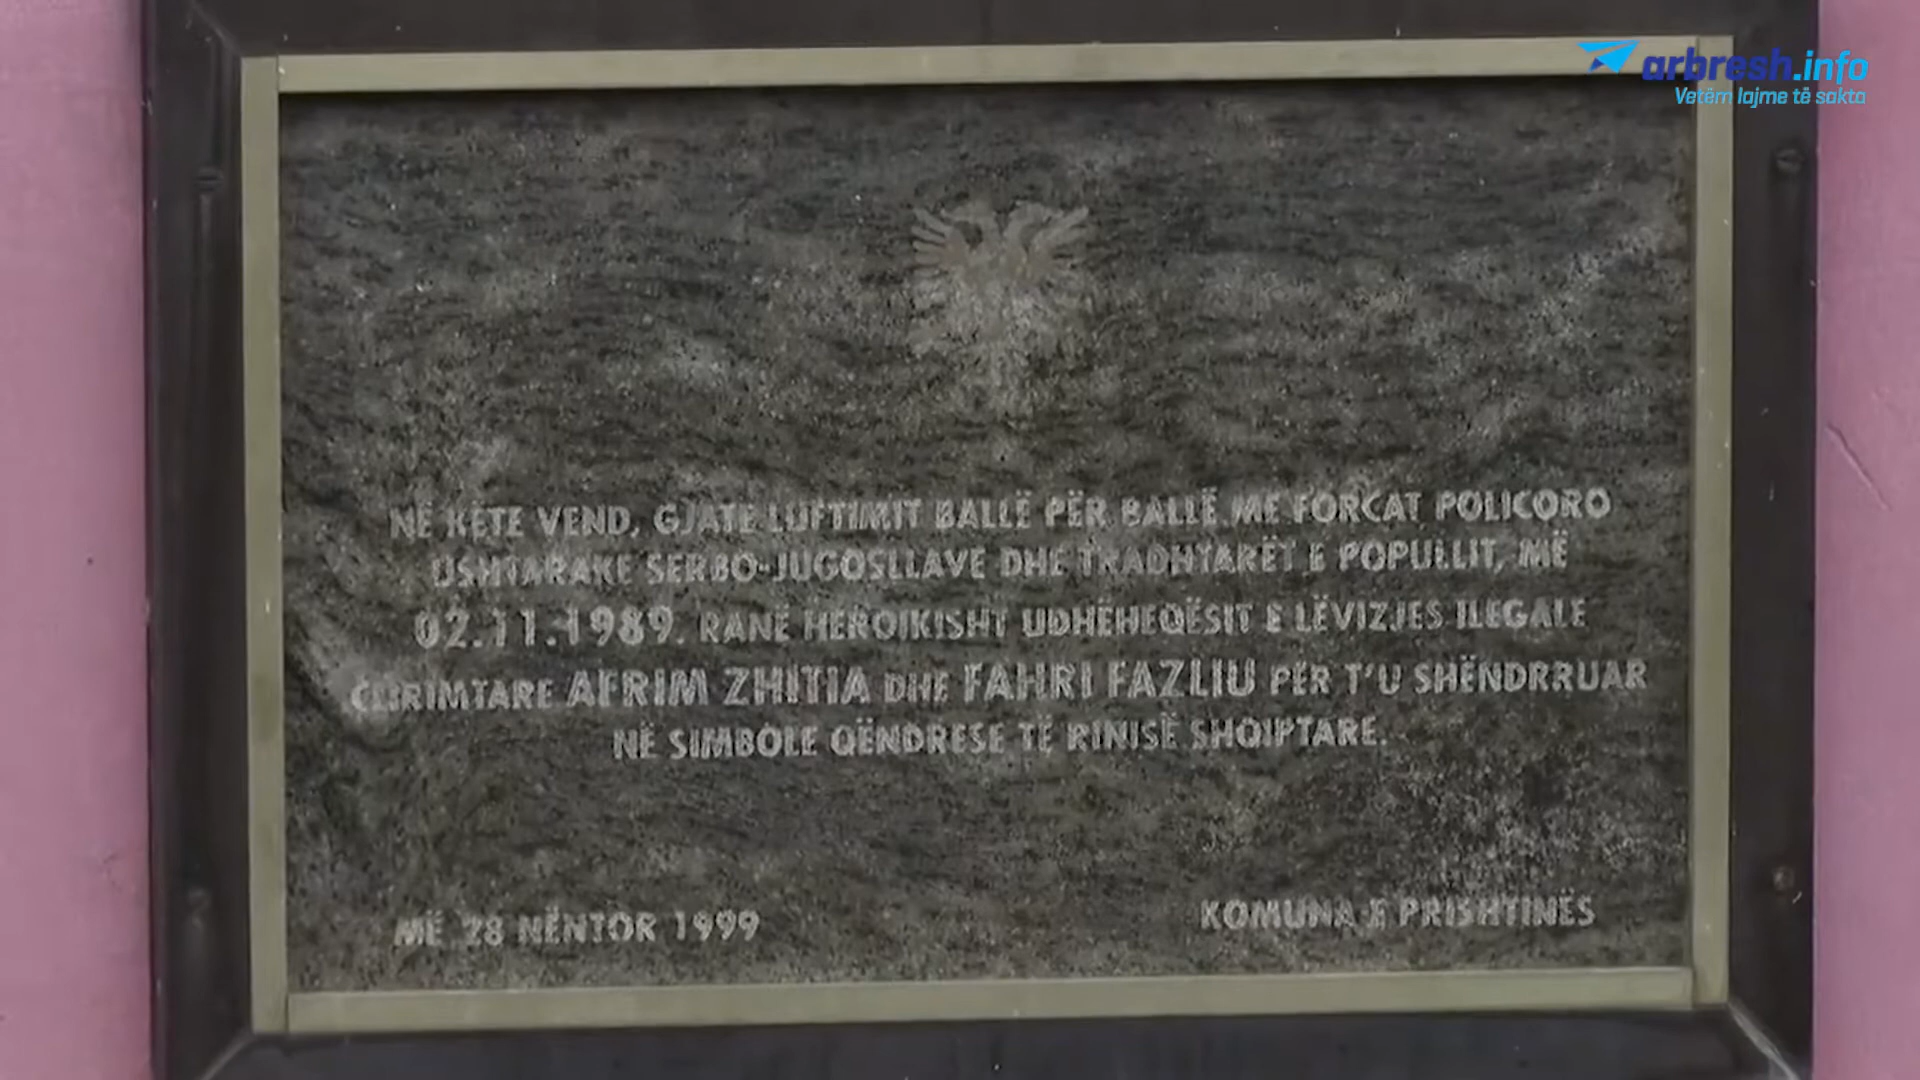 arbresh.info
Vetëm lajme të sakta
NË KËTË VEND, GJATË LUFTIMIT BALLË PËR BALLË ME FORCAT POLICORO
USHTARAKE SERBO-JUGOSLLAVE DHE TRADHTARËT E POPULLIT, MË
02.11.1989. RANË HEROIKISHT UDHËHEQËSIT E LËVIZJES ILEGALE
ÇLIRIMTARE AFRIM ZHITIA DHE FAHRI FAZLIU PËR T'U SHËNDRRUAR
NË SIMBOLE QËNDRESE TË RINISË SHQIPTARE.
MË 28 NËNTOR 1999
KOMUNA E PRISHTINËS